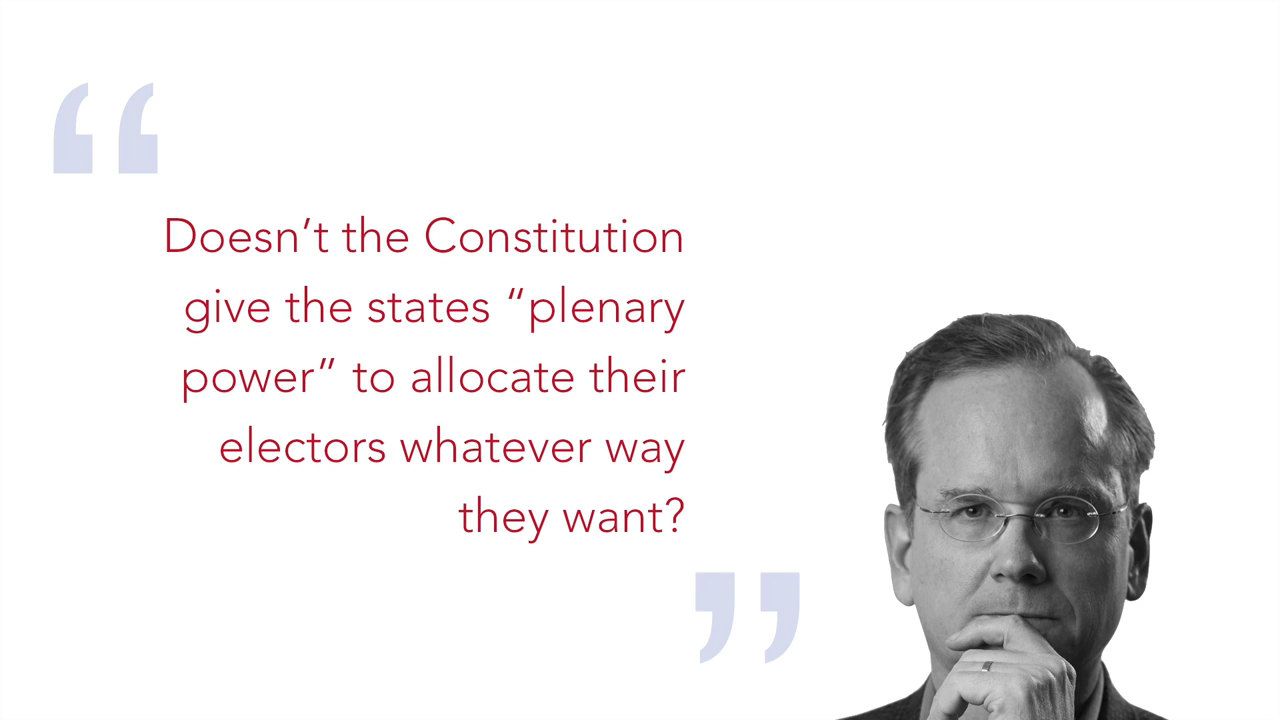 “
Doesn’t the Constitution
give the states “plenary
power” to allocate their
electors whatever way
they want?
”